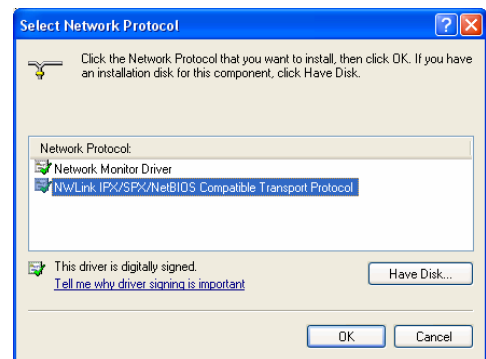 Select Network Protocol
Click the Network Protocol that you want to install, then click OK. If you have
an installation disk for this component, click Have Disk.
Network Protocol:
Network Monitor Driver
NWLink IPX/SPX/NetBIOS Compatible Transport Protocol
This driver is digitally signed.
Tell me why driver signing is important
Have Disk...
OK
Cancel